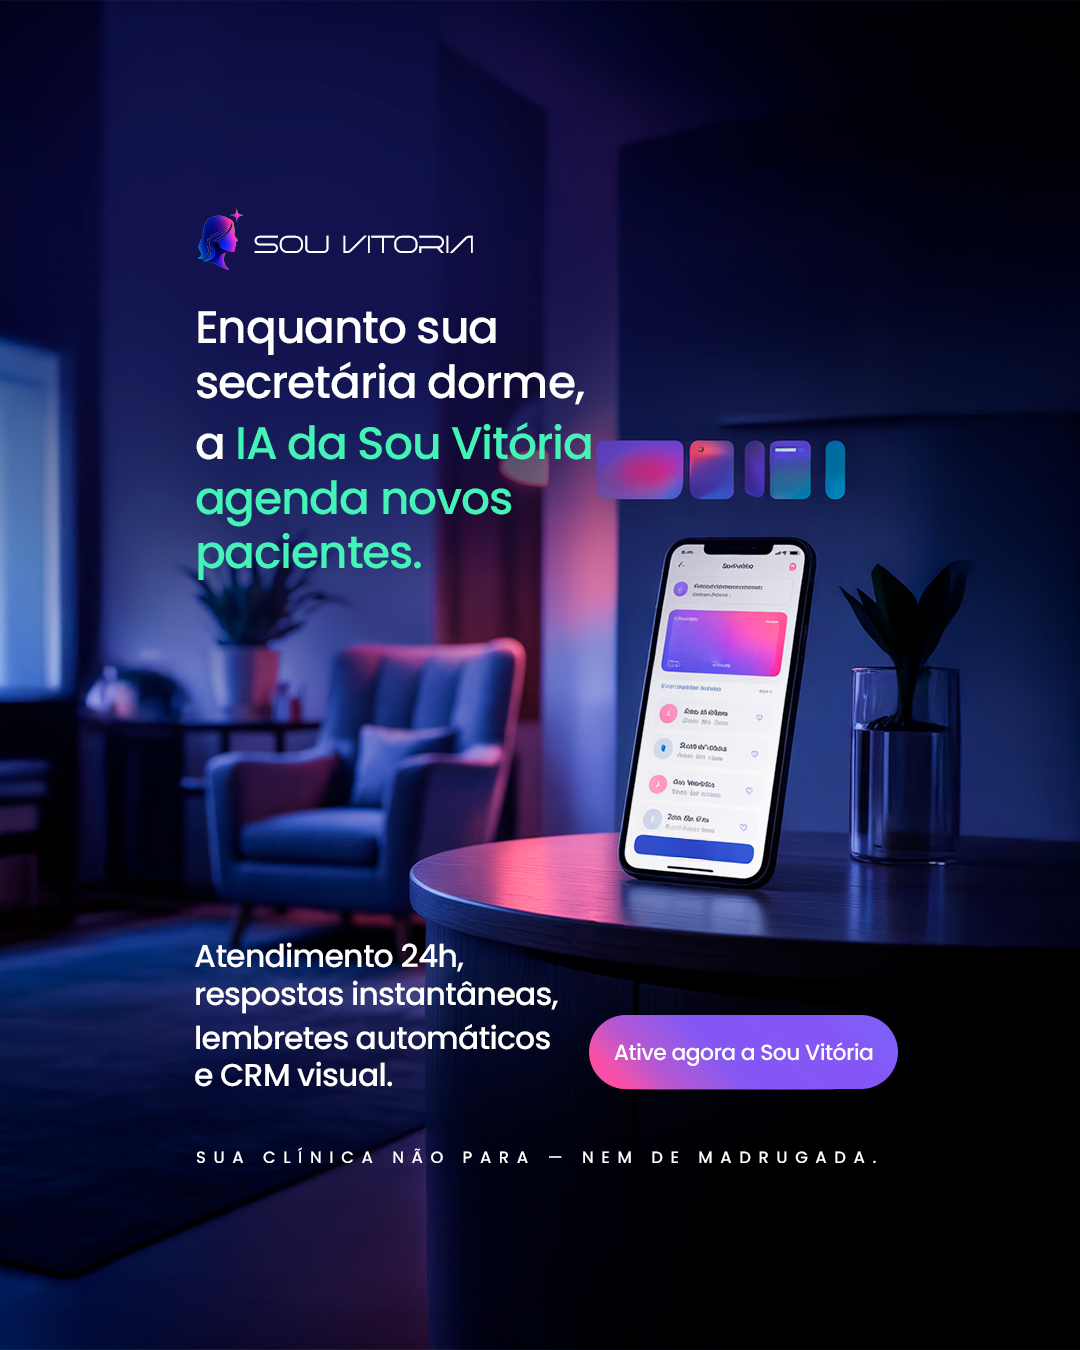 SOU VITORIA
Enquanto sua
secretária dorme,
a IA da Sou Vitória
agenda novos
pacientes.
Atendimento 24h,
respostas instantâneas,
lembretes automáticos
e CRM visual.
Ative agora a Sou Vitória
SUA CLÍNICA NÃO PARA — NEM DE MADRUGADA.